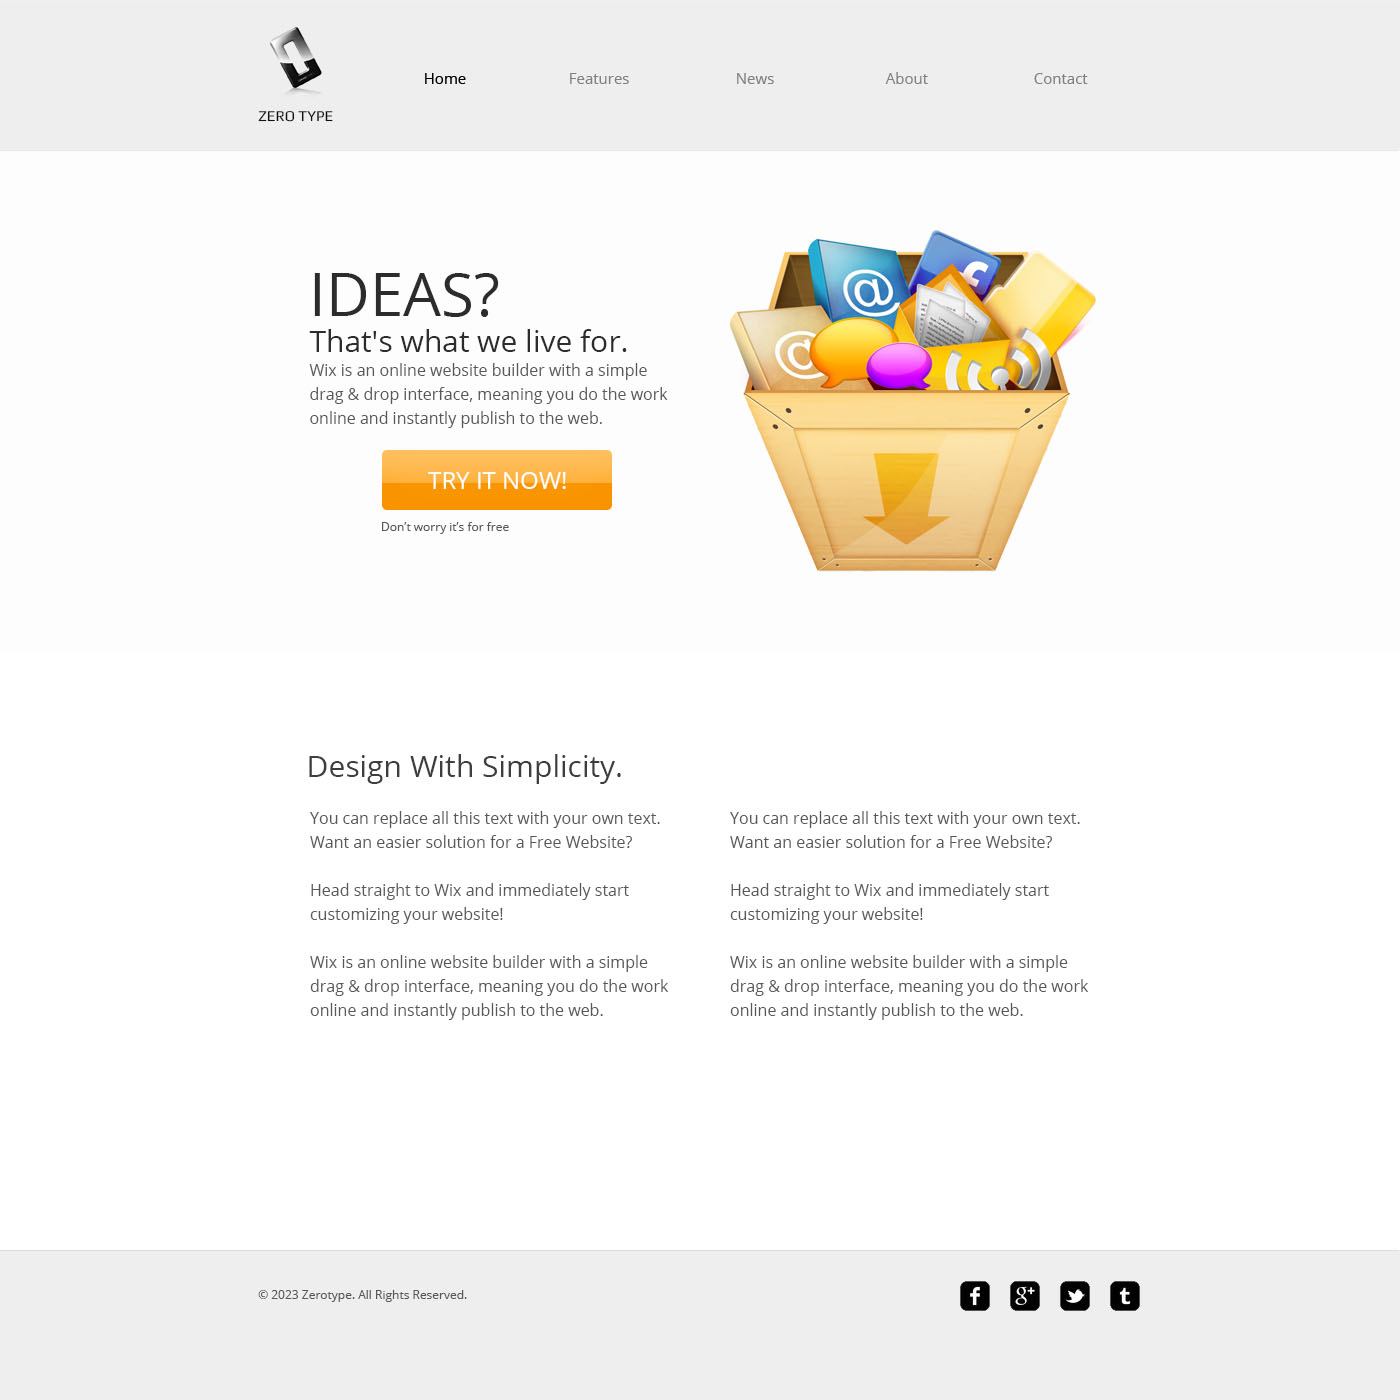 ZERO TYPE
Home
Features
News
About
Contact
IDEAS?
That's what we live for.
Wix is an online website builder with a simple
drag & drop interface, meaning you do the work
online and instantly publish to the web.
TRY IT NOW!
Don’t worry it’s for free
@
@
f
Design With Simplicity.
You can replace all this text with your own text.
Want an easier solution for a Free Website?
Head straight to Wix and immediately start
customizing your website!
Wix is an online website builder with a simple
drag & drop interface, meaning you do the work
online and instantly publish to the web.
You can replace all this text with your own text.
Want an easier solution for a Free Website?
Head straight to Wix and immediately start
customizing your website!
Wix is an online website builder with a simple
drag & drop interface, meaning you do the work
online and instantly publish to the web.
© 2023 Zerotype. All Rights Reserved.
f
g+
t